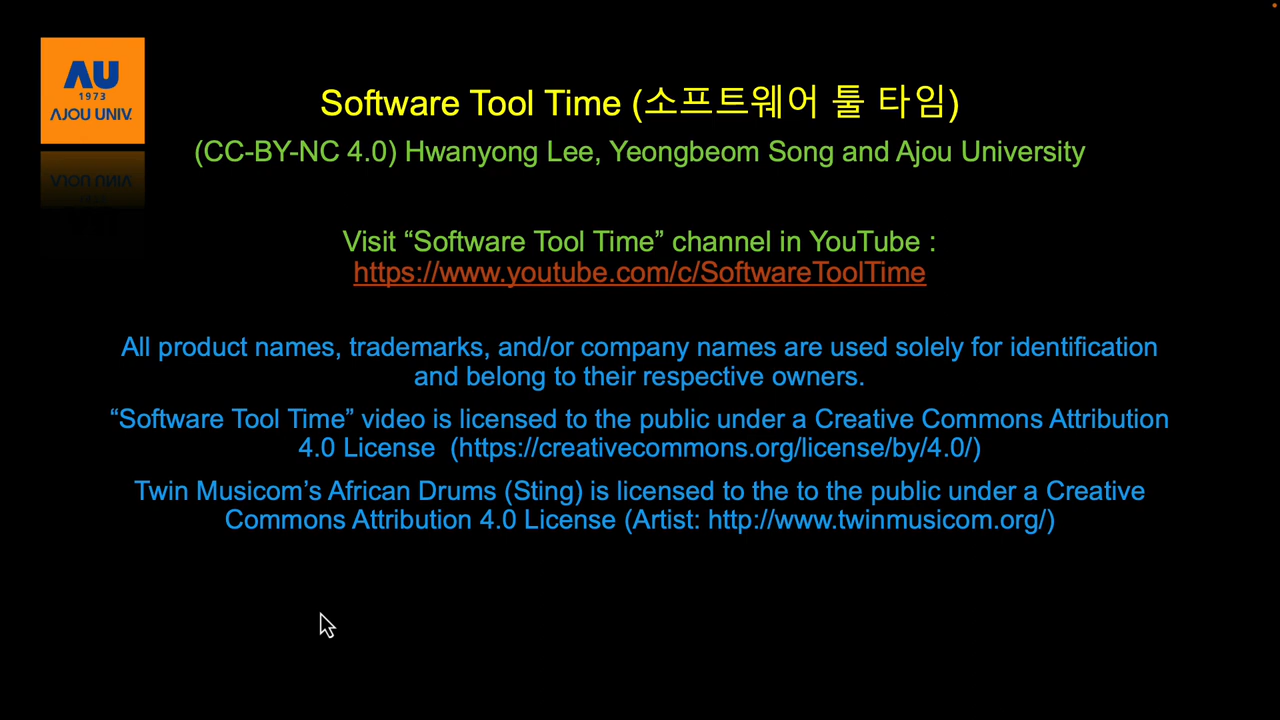 AU
1973
AJOU UNIV.
Software Tool Time (소프트웨어 툴 타임)
(CC-BY-NC 4.0) Hwanyong Lee, Yeongbeom Song and Ajou University
Visit “Software Tool Time” channel in YouTube :
https://www.youtube.com/c/SoftwareToolTime
All product names, trademarks, and/or company names are used solely for identification
and belong to their respective owners.
“Software Tool Time” video is licensed to the public under a Creative Commons Attribution
4.0 License (https://creativecommons.org/license/by/4.0/)
Twin Musicom’s African Drums (Sting) is licensed to the to the public under a Creative
Commons Attribution 4.0 License (Artist: http://www.twinmusicom.org/)